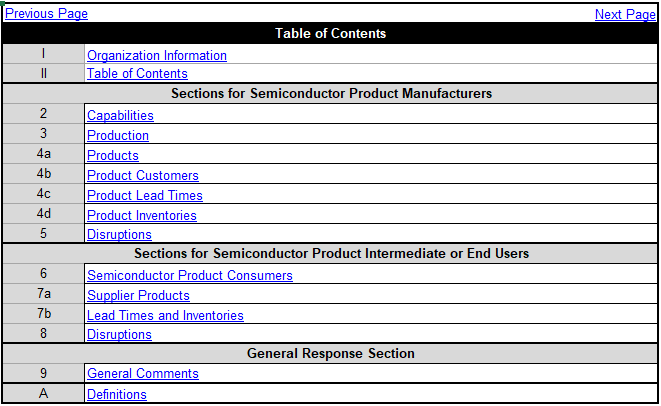 Previous Page Next Page
Table of Contents
I Organization Information
II Table of Contents
Sections for Semiconductor Product Manufacturers
2 Capabilities
3 Production
4a Products
4b Product Customers
4c Product Lead Times
4d Product Inventories
5 Disruptions
Sections for Semiconductor Product Intermediate or End Users
6 Semiconductor Product Consumers
7a Supplier Products
7b Lead Times and Inventories
8 Disruptions
General Response Section
9 General Comments
A Definitions